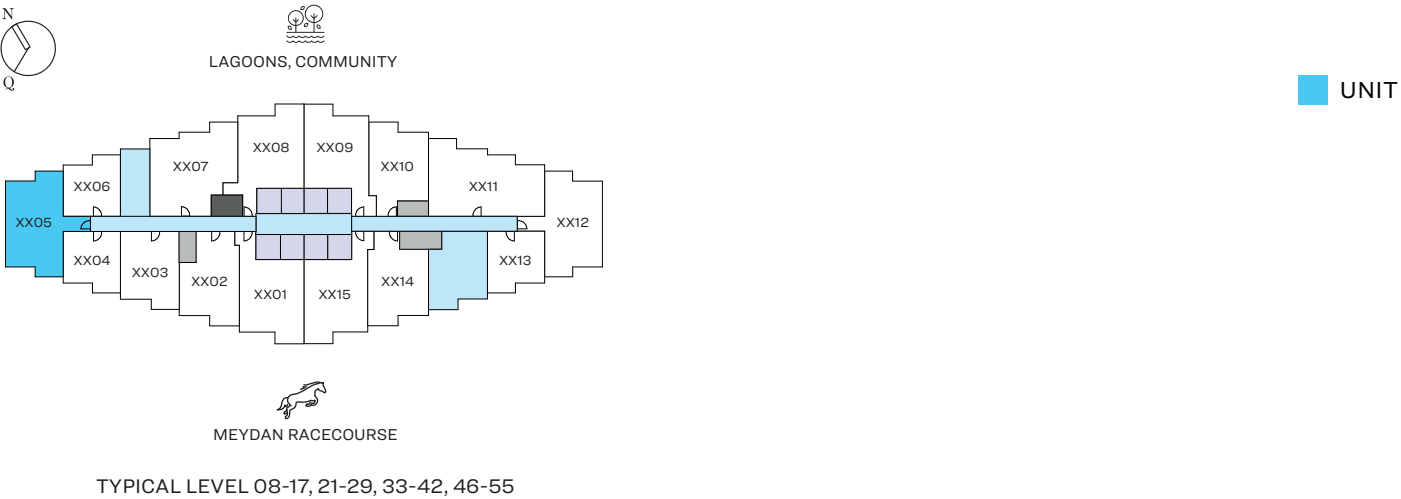 N
Q
LAGOONS, COMMUNITY
UNIT
XX08
XX09
XX07
XX10
XX06
XX11
XX05
XX12
XX04
XX03
XX02
XX01
XX15
XX14
XX13
MEYDAN RACECOURSE
TYPICAL LEVEL 08-17, 21-29, 33-42, 46-55